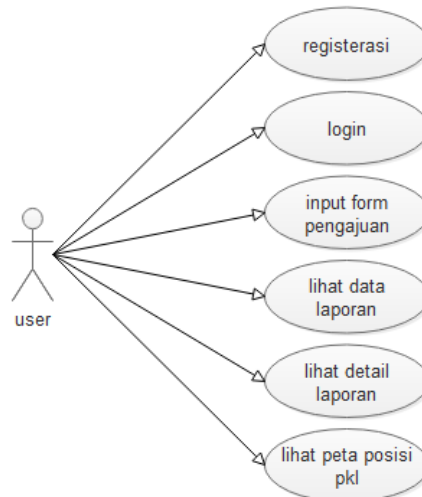 registerasi
login
input form
pengajuan
user
lihat data
laporan
lihat detail
laporan
lihat peta posisi
pkl